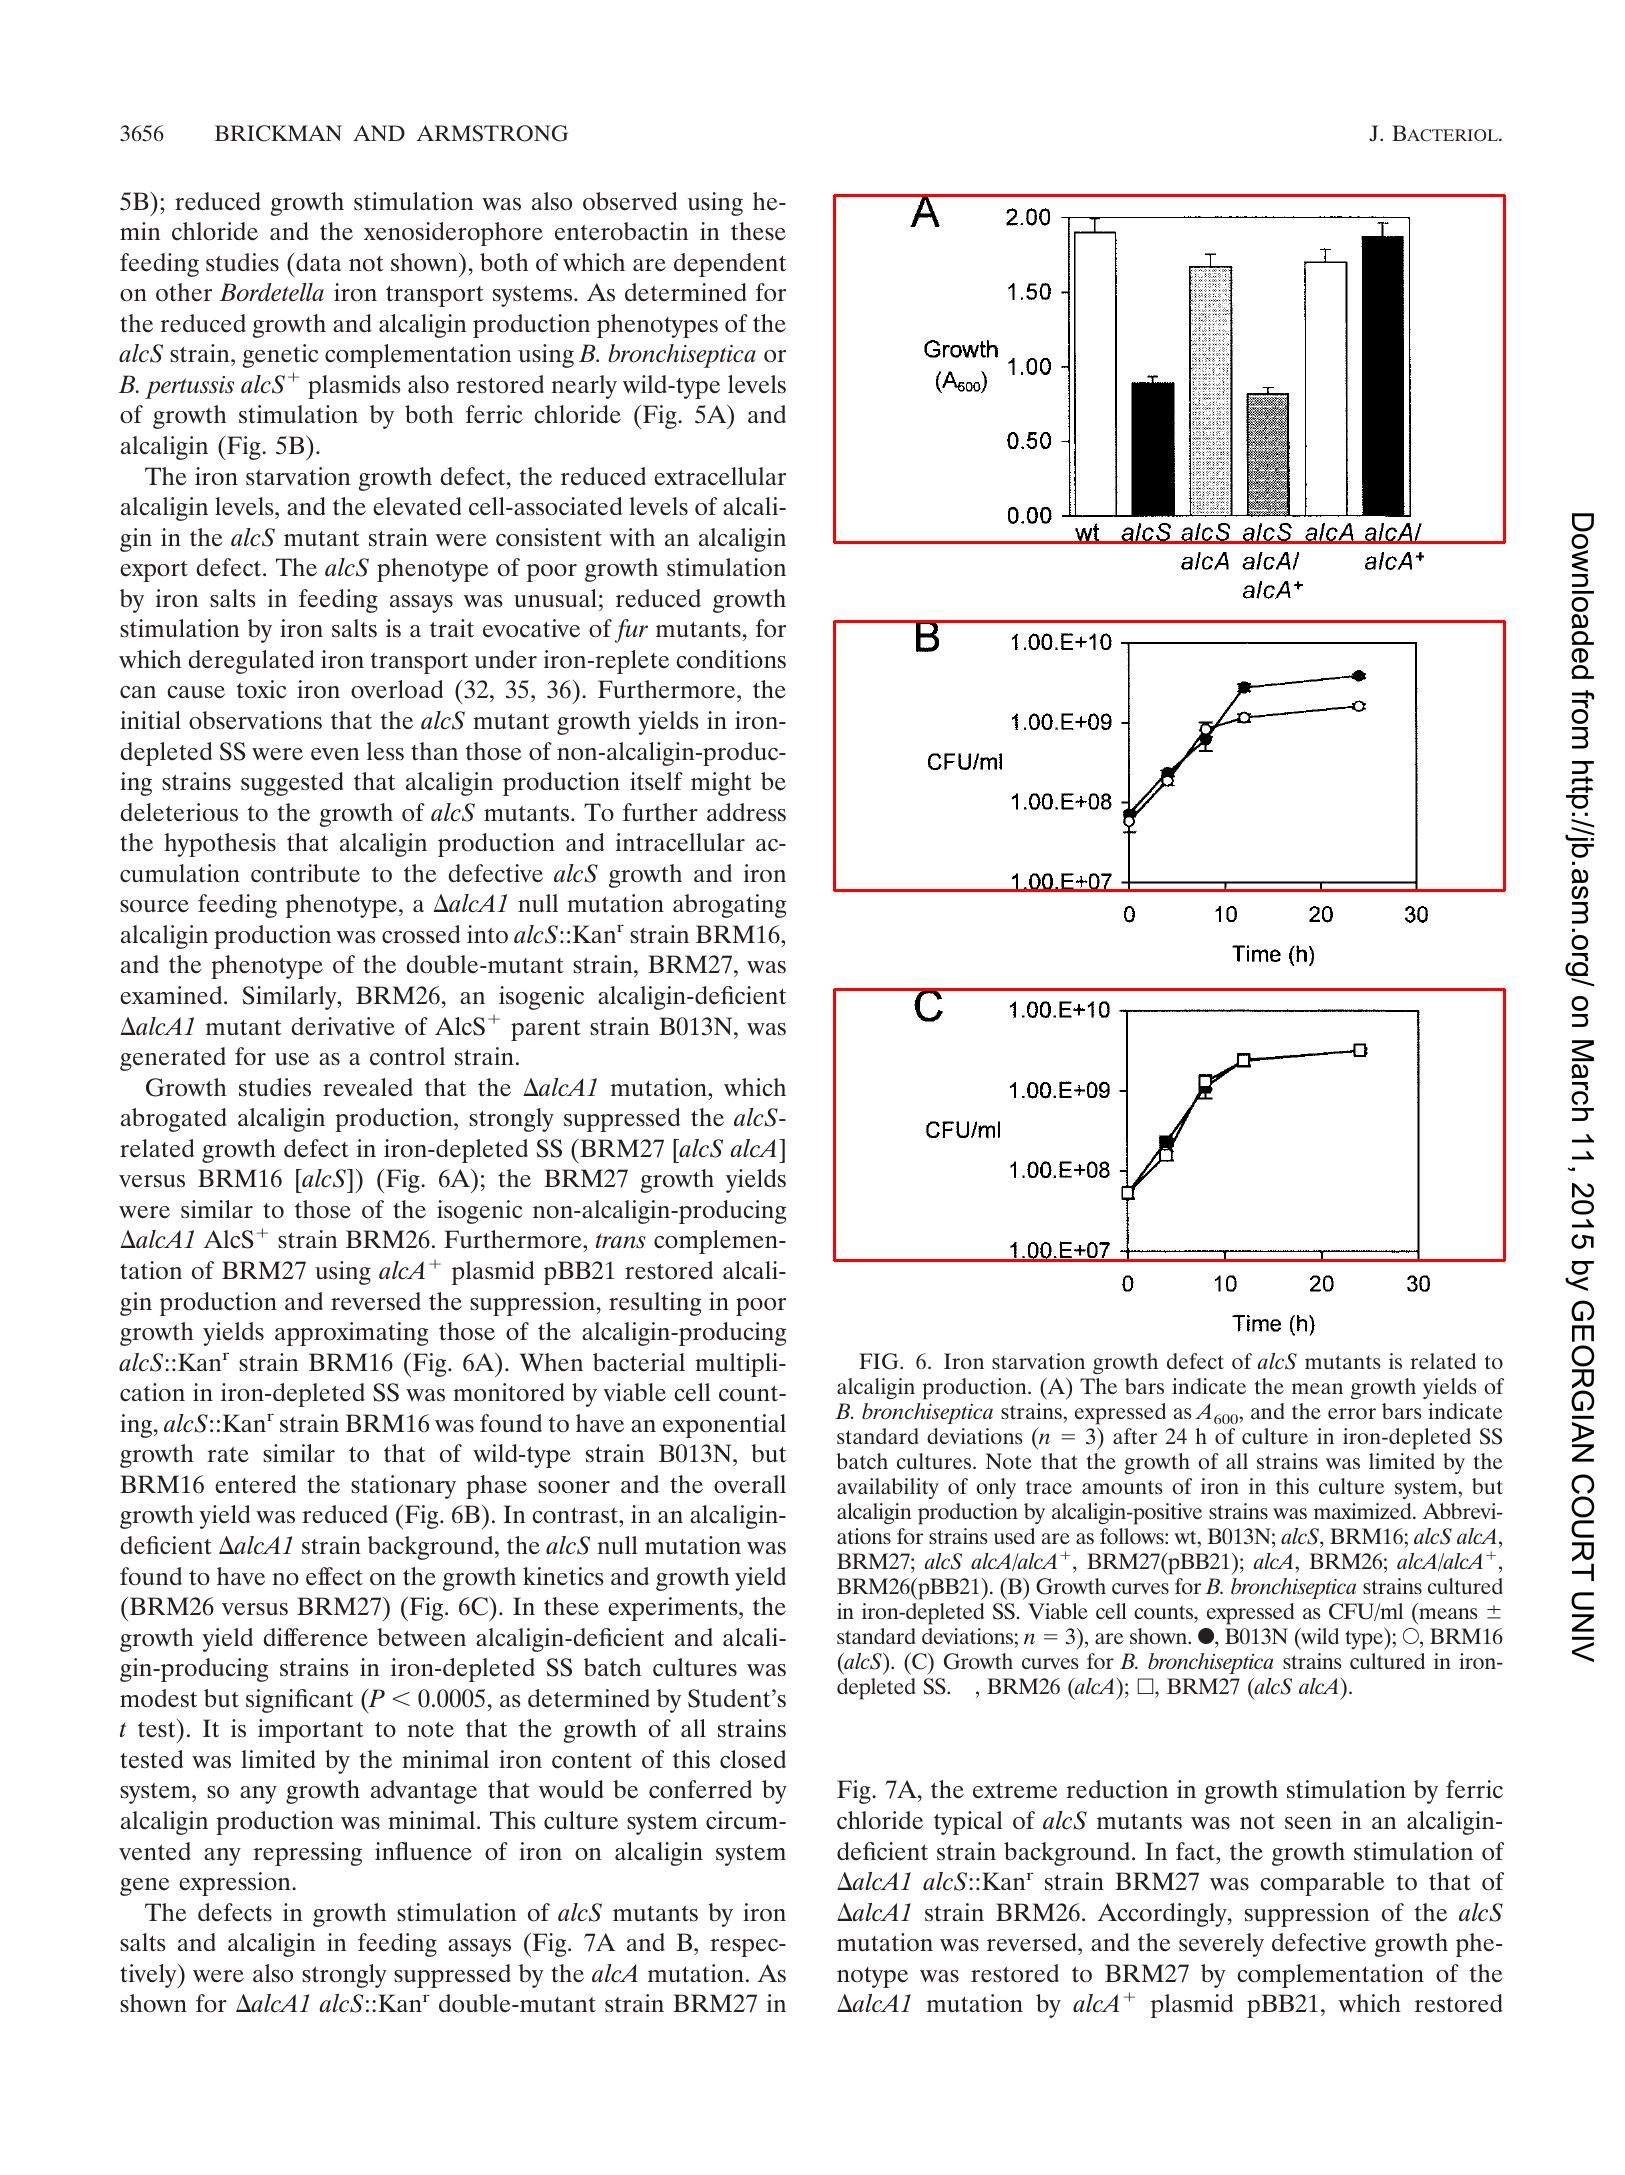 3656 BRICKMAN AND ARMSTRONG J. BACTERIOL.
5B); reduced growth stimulation was also observed using he-
min chloride and the xenosiderophore enterobactin in these
feeding studies (data not shown), both of which are dependent
on other Bordetella iron transport systems. As determined for
the reduced growth and alcaligin production phenotypes of the
alcS strain, genetic complementation using B. bronchiseptica or
B. pertussis alcS⁺ plasmids also restored nearly wild-type levels
of growth stimulation by both ferric chloride (Fig. 5A) and
alcaligin (Fig. 5B).
The iron starvation growth defect, the reduced extracellular
alcaligin levels, and the elevated cell-associated levels of alcali-
gin in the alcS mutant strain were consistent with an alcaligin
export defect. The alcS phenotype of poor growth stimulation
by iron salts in feeding assays was unusual; reduced growth
stimulation by iron salts is a trait evocative of fur mutants, for
which deregulated iron transport under iron-replete conditions
can cause toxic iron overload (32, 35, 36). Furthermore, the
initial observations that the alcS mutant growth yields in iron-
depleted SS were even less than those of non-alcaligin-produc-
ing strains suggested that alcaligin production itself might be
deleterious to the growth of alcS mutants. To further address
the hypothesis that alcaligin production and intracellular ac-
cumulation contribute to the defective alcS growth and iron
source feeding phenotype, a ΔalcA1 null mutation abrogating
alcaligin production was crossed into alcS::Kanʳ strain BRM16,
and the phenotype of the double-mutant strain, BRM27, was
examined. Similarly, BRM26, an isogenic alcaligin-deficient
ΔalcA1 mutant derivative of AlcS⁺ parent strain B013N, was
generated for use as a control strain.
Growth studies revealed that the ΔalcA1 mutation, which
abrogated alcaligin production, strongly suppressed the alcS-
related growth defect in iron-depleted SS (BRM27 [alcS alcA]
versus BRM16 [alcS]) (Fig. 6A); the BRM27 growth yields
were similar to those of the isogenic non-alcaligin-producing
ΔalcA1 AlcS⁺ strain BRM26. Furthermore, trans complemen-
tation of BRM27 using alcA⁺ plasmid pBB21 restored alcali-
gin production and reversed the suppression, resulting in poor
growth yields approximating those of the alcaligin-producing
alcS::Kanʳ strain BRM16 (Fig. 6A). When bacterial multipli-
cation in iron-depleted SS was monitored by viable cell count-
ing, alcS::Kanʳ strain BRM16 was found to have an exponential
growth rate similar to that of wild-type strain B013N, but
BRM16 entered the stationary phase sooner and the overall
growth yield was reduced (Fig. 6B). In contrast, in an alcaligin-
deficient ΔalcA1 strain background, the alcS null mutation was
found to have no effect on the growth kinetics and growth yield
(BRM26 versus BRM27) (Fig. 6C). In these experiments, the
growth yield difference between alcaligin-deficient and alcali-
gin-producing strains in iron-depleted SS batch cultures was
modest but significant (P < 0.0005, as determined by Student's
t test). It is important to note that the growth of all strains
tested was limited by the minimal iron content of this closed
system, so any growth advantage that would be conferred by
alcaligin production was minimal. This culture system circum-
vented any repressing influence of iron on alcaligin system
gene expression.
The defects in growth stimulation of alcS mutants by iron
salts and alcaligin in feeding assays (Fig. 7A and B, respec-
tively) were also strongly suppressed by the alcA mutation. As
shown for ΔalcA1 alcS::Kanʳ double-mutant strain BRM27 in
A
2.00
1.50
Growth
(A₆₀₀)
1.00
0.50
0.00
wt alcS alcS alcS alcA alcA/
alcA alcA/ alcA⁺
alcA⁺
B
1.00.E+10
1.00.E+09
CFU/ml
1.00.E+08
1.00.E+07
0 10 20 30
Time (h)
C
1.00.E+10
1.00.E+09
CFU/ml
1.00.E+08
1.00.E+07
0 10 20 30
Time (h)
FIG. 6. Iron starvation growth defect of alcS mutants is related to
alcaligin production. (A) The bars indicate the mean growth yields of
B. bronchiseptica strains, expressed as A₆₀₀, and the error bars indicate
standard deviations (n = 3) after 24 h of culture in iron-depleted SS
batch cultures. Note that the growth of all strains was limited by the
availability of only trace amounts of iron in this culture system, but
alcaligin production by alcaligin-positive strains was maximized. Abbrevi-
ations for strains used are as follows: wt, B013N; alcS, BRM16; alcS alcA,
BRM27; alcS alcA/alcA⁺, BRM27(pBB21); alcA, BRM26; alcA/alcA⁺,
BRM26(pBB21). (B) Growth curves for B. bronchiseptica strains cultured
in iron-depleted SS. Viable cell counts, expressed as CFU/ml (means ±
standard deviations; n = 3), are shown. ●, B013N (wild type); ○, BRM16
(alcS). (C) Growth curves for B. bronchiseptica strains cultured in iron-
depleted SS. , BRM26 (alcA); □, BRM27 (alcS alcA).
Fig. 7A, the extreme reduction in growth stimulation by ferric
chloride typical of alcS mutants was not seen in an alcaligin-
deficient strain background. In fact, the growth stimulation of
ΔalcA1 alcS::Kanʳ strain BRM27 was comparable to that of
ΔalcA1 strain BRM26. Accordingly, suppression of the alcS
mutation was reversed, and the severely defective growth phe-
notype was restored to BRM27 by complementation of the
ΔalcA1 mutation by alcA⁺ plasmid pBB21, which restored
Downloaded from http://jb.asm.org/ on March 11, 2015 by GEORGIAN COURT UNIV